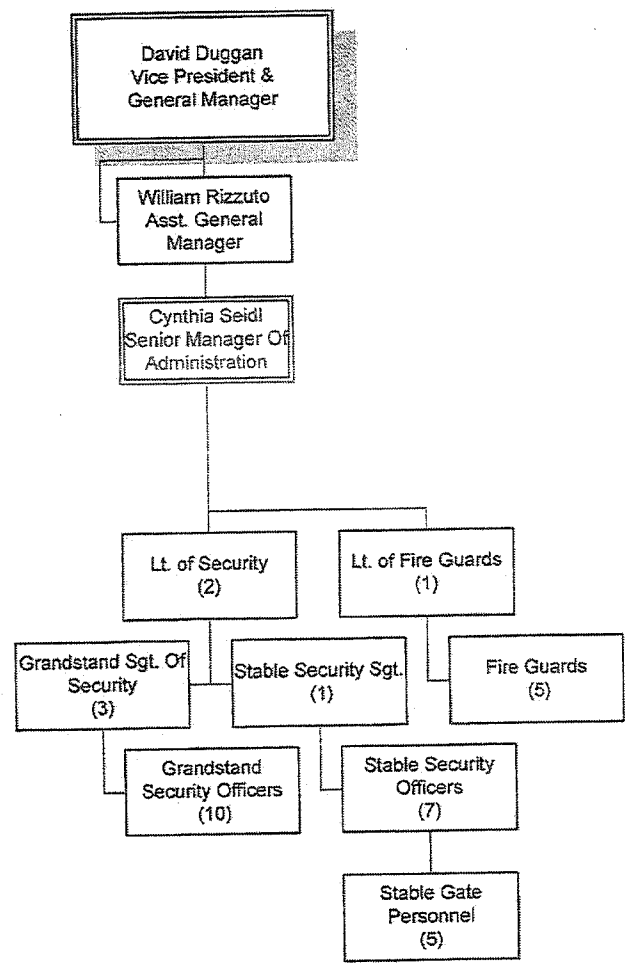 David Duggan
Vice President &
General Manager
William Rizzuto
Asst. General
Manager
Cynthia Seidl
Senior Manager Of
Administration
Lt. of Security
(2)
Lt. of Fire Guards
(1)
Grandstand Sgt. Of
Security
(3)
Stable Security Sgt.
(1)
Fire Guards
(5)
Grandstand
Security Officers
(10)
Stable Security
Officers
(7)
Stable Gate
Personnel
(5)